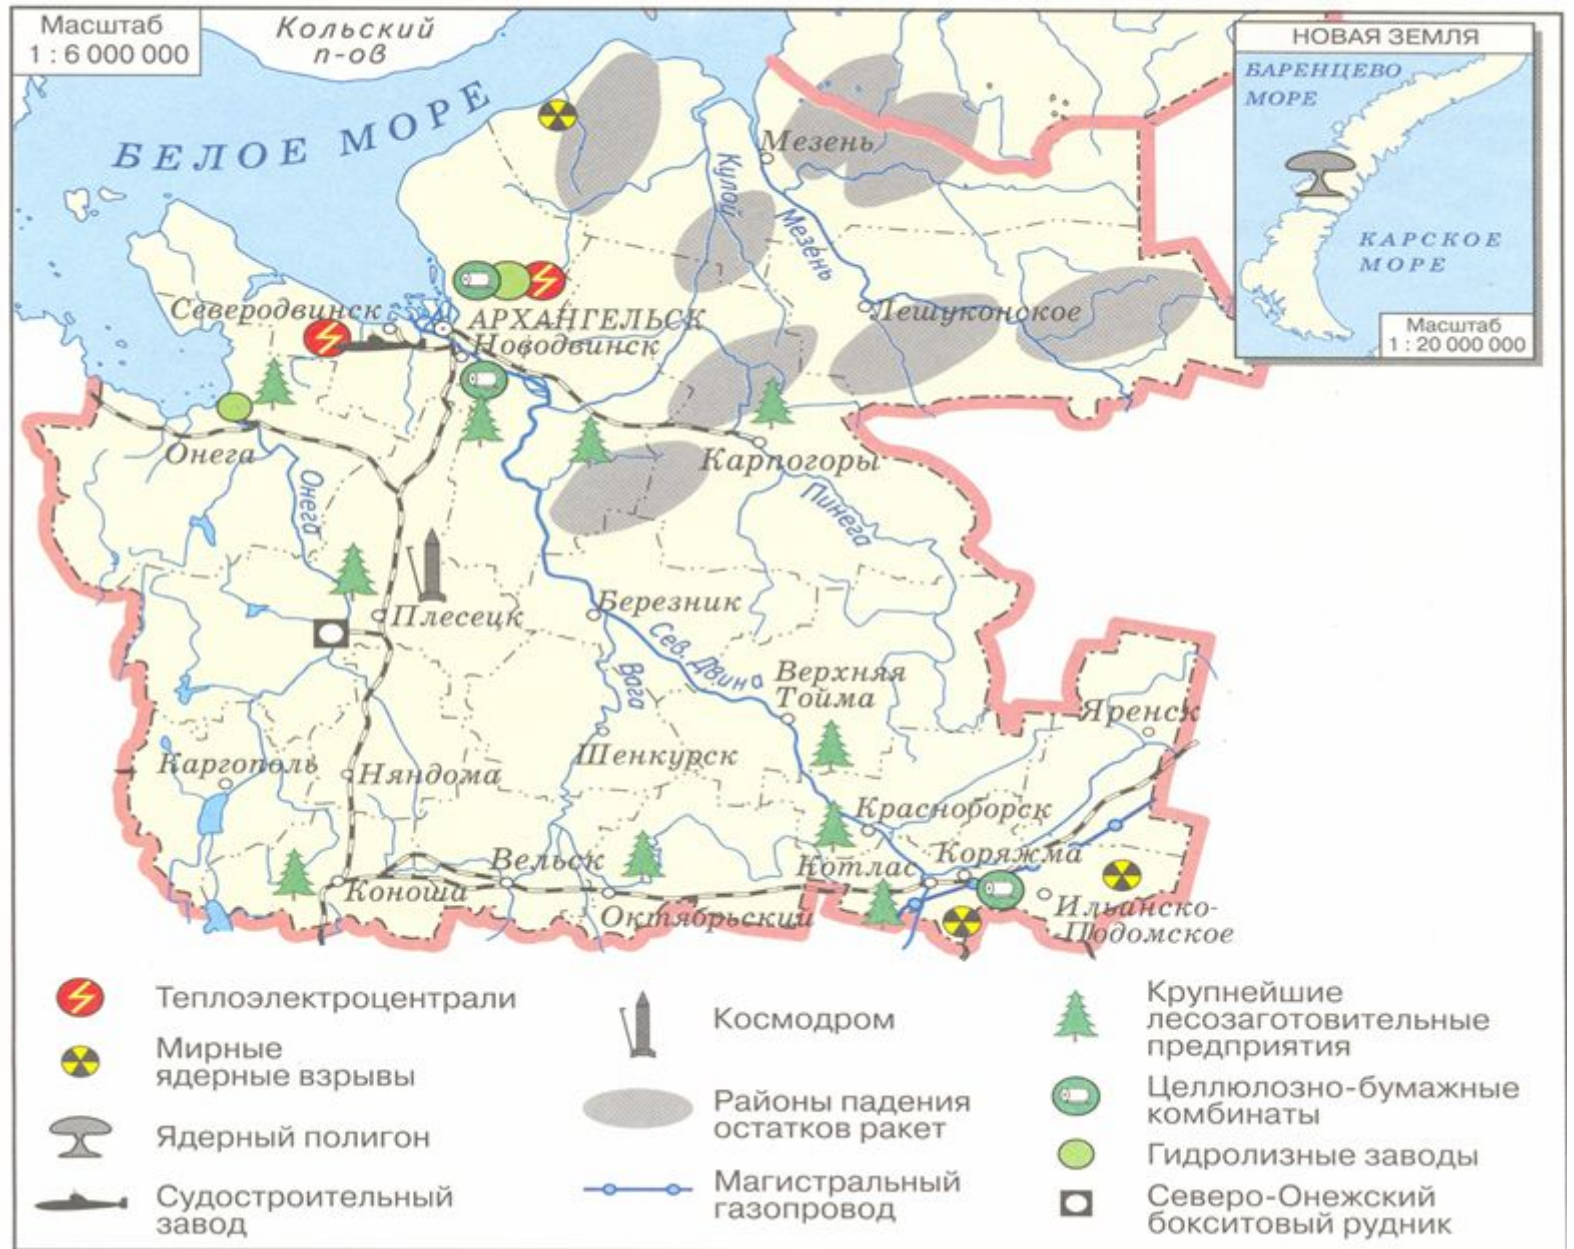 Масштаб
1 : 6 000 000
Кольский
п-ов
НОВАЯ ЗЕМЛЯ
БАРЕНЦЕВО
МОРЕ
КАРСКОЕ
МОРЕ
Масштаб
1 : 20 000 000
БЕЛОЕ МОРЕ
Мезень
Кулой
Мезень
Северодвинск
АРХАНГЕЛЬСК
Новодвинск
Лешуконское
Онега
Онега
Карпогоры
Пинега
Плесецк
Березник
Сев. Двина
Вага
Верхняя
Тойма
Яренск
Шенкурск
Каргополь
Няндома
Красноборск
Вельск
Котлас
Коряжма
Коноша
Октябрьский
Ильинско-
-Подомское
Теплоэлектроцентрали
Мирные
ядерные взрывы
Ядерный полигон
Судостроительный
завод
Космодром
Районы падения
остатков ракет
Магистральный
газопровод
Крупнейшие
лесозаготовительные
предприятия
Целлюлозно-бумажные
комбинаты
Гидролизные заводы
Северо-Онежский
бокситовый рудник